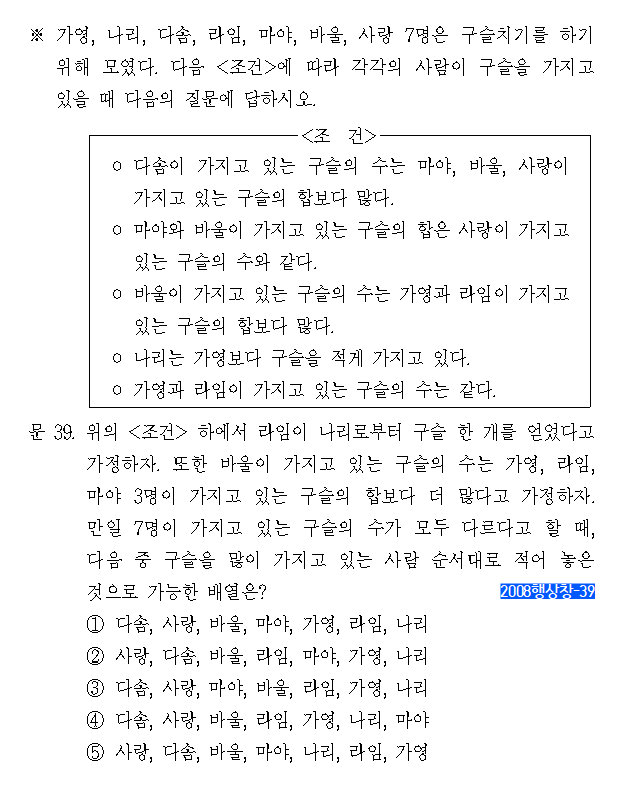 ※ 가영, 나리, 다솜, 라임, 마야, 바울, 사랑 7명은 구슬치기를 하기
위해 모였다. 다음 <조건>에 따라 각각의 사람이 구슬을 가지고
있을 때 다음의 질문에 답하시오.
<조 건>
○ 다솜이 가지고 있는 구슬의 수는 마야, 바울, 사랑이
가지고 있는 구슬의 합보다 많다.
○ 마야와 바울이 가지고 있는 구슬의 합은 사랑이 가지고
있는 구슬의 수와 같다.
○ 바울이 가지고 있는 구슬의 수는 가영과 라임이 가지고
있는 구슬의 합보다 많다.
○ 나리는 가영보다 구슬을 적게 가지고 있다.
○ 가영과 라임이 가지고 있는 구슬의 수는 같다.
문 39. 위의 <조건> 하에서 라임이 나리로부터 구슬 한 개를 얻었다고
가정하자. 또한 바울이 가지고 있는 구슬의 수는 가영, 라임,
마야 3명이 가지고 있는 구슬의 합보다 더 많다고 가정하자.
만일 7명이 가지고 있는 구슬의 수가 모두 다르다고 할 때,
다음 중 구슬을 많이 가지고 있는 사람 순서대로 적어 놓은
것으로 가능한 배열은? 2008행상창-39
① 다솜, 사랑, 바울, 마야, 가영, 라임, 나리
② 사랑, 다솜, 바울, 라임, 마야, 가영, 나리
③ 다솜, 사랑, 마야, 바울, 라임, 가영, 나리
④ 다솜, 사랑, 바울, 라임, 가영, 나리, 마야
⑤ 사랑, 다솜, 바울, 마야, 나리, 라임, 가영